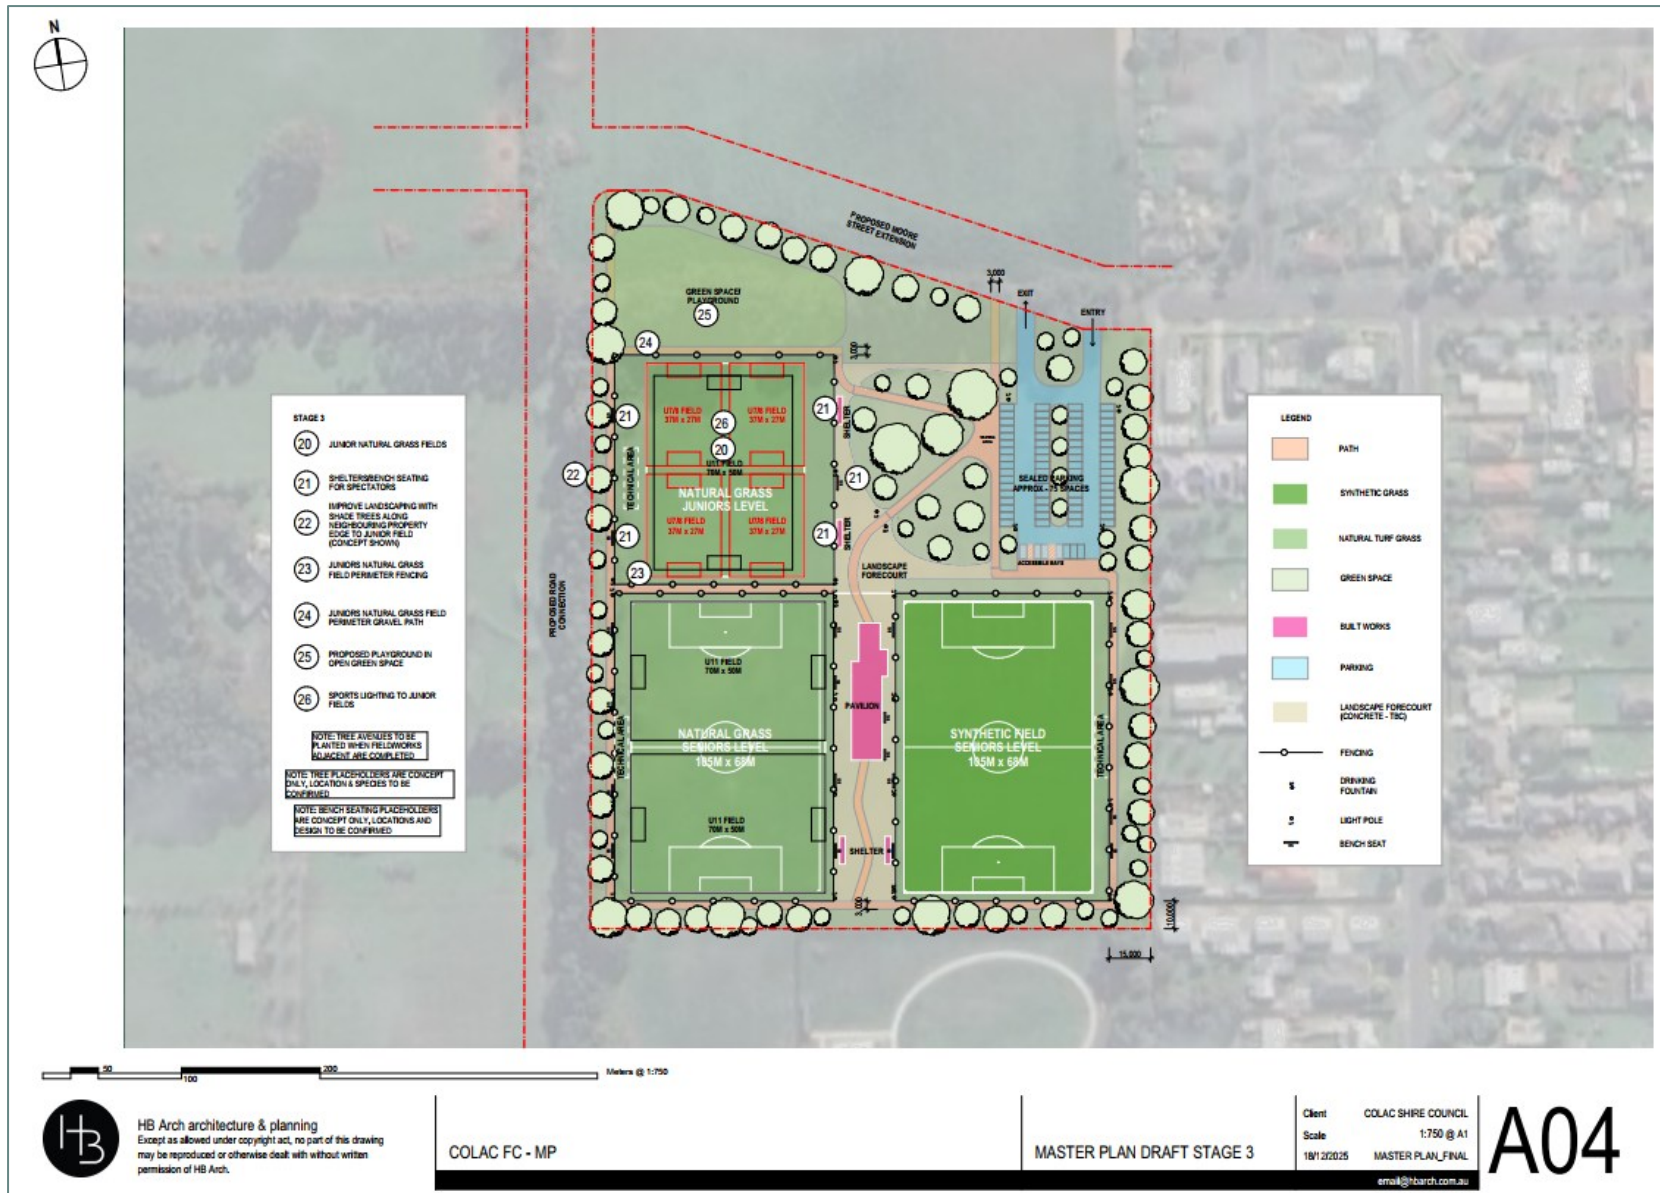 N
PROPOSED MOORE
STREET EXTENSION
3,000
EXIT
ENTRY
GREEN SPACE/
PLAYGROUND
25
24
3,000
21
U7/8 FIELD
37M x 27M
26
U7/8 FIELD
37M x 27M
21
SHELTER
20
U11 FIELD
70M x 50M
TECHNICAL AREA
22
21
NATURAL GRASS
JUNIORS LEVEL
SEALED PARKING
APPROX - 75 SPACES
21
U7/8 FIELD
37M x 27M
U7/8 FIELD
37M x 27M
21
SHELTER
23
LANDSCAPE
FORECOURT
ACCESSIBLE BAYS
PROPOSED ROAD
CONNECTION
U11 FIELD
70M x 50M
PAVILION
NATURAL GRASS
SENIORS LEVEL
105M x 68M
TECHNICAL AREA
SYNTHETIC FIELD
SENIORS LEVEL
105M x 68M
TECHNICAL AREA
U11 FIELD
70M x 50M
SHELTER
3,000
10,000
15,000
STAGE 3
20 JUNIOR NATURAL GRASS FIELDS
21 SHELTERS/BENCH SEATING
FOR SPECTATORS
22 IMPROVE LANDSCAPING WITH
SHADE TREES ALONG
NEIGHBOURING PROPERTY
EDGE TO JUNIOR FIELD
(CONCEPT SHOWN)
23 JUNIORS NATURAL GRASS
FIELD PERIMETER FENCING
24 JUNIORS NATURAL GRASS FIELD
PERIMETER GRAVEL PATH
25 PROPOSED PLAYGROUND IN
OPEN GREEN SPACE
26 SPORTS LIGHTING TO JUNIOR
FIELDS
NOTE: TREE AVENUES TO BE
PLANTED WHEN FIELDWORKS
ADJACENT ARE COMPLETED
NOTE: TREE PLACEHOLDERS ARE CONCEPT
ONLY, LOCATION & SPECIES TO BE
CONFIRMED
NOTE: BENCH SEATING PLACEHOLDERS
ARE CONCEPT ONLY, LOCATIONS AND
DESIGN TO BE CONFIRMED
LEGEND
PATH
SYNTHETIC GRASS
NATURAL TURF GRASS
GREEN SPACE
BUILT WORKS
PARKING
LANDSCAPE FORECOURT
(CONCRETE - TBC)
FENCING
DRINKING
FOUNTAIN
LIGHT POLE
BENCH SEAT
50
100
200
Meters @ 1:750
HB
HB Arch architecture & planning
Except as allowed under copyright act, no part of this drawing
may be reproduced or otherwise dealt with without written
permission of HB Arch.
COLAC FC - MP
MASTER PLAN DRAFT STAGE 3
Client COLAC SHIRE COUNCIL
Scale 1:750 @ A1
18/12/2025 MASTER PLAN_FINAL
email@hbarch.com.au
A04